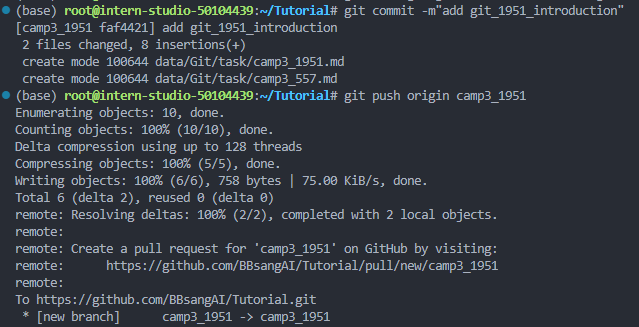 (base) root@intern-studio-50104439:~/Tutorial# git commit -m"add git_1951_introduction"
[camp3_1951 faf4421] add git_1951_introduction
 2 files changed, 8 insertions(+)
 create mode 100644 data/Git/task/camp3_1951.md
 create mode 100644 data/Git/task/camp3_557.md
(base) root@intern-studio-50104439:~/Tutorial# git push origin camp3_1951
Enumerating objects: 10, done.
Counting objects: 100% (10/10), done.
Delta compression using up to 128 threads
Compressing objects: 100% (5/5), done.
Writing objects: 100% (6/6), 758 bytes | 75.00 KiB/s, done.
Total 6 (delta 2), reused 0 (delta 0)
remote: Resolving deltas: 100% (2/2), completed with 2 local objects.
remote:
remote: Create a pull request for 'camp3_1951' on GitHub by visiting:
remote:      https://github.com/BBsangAI/Tutorial/pull/new/camp3_1951
remote:
To https://github.com/BBsangAI/Tutorial.git
 * [new branch]      camp3_1951 -> camp3_1951